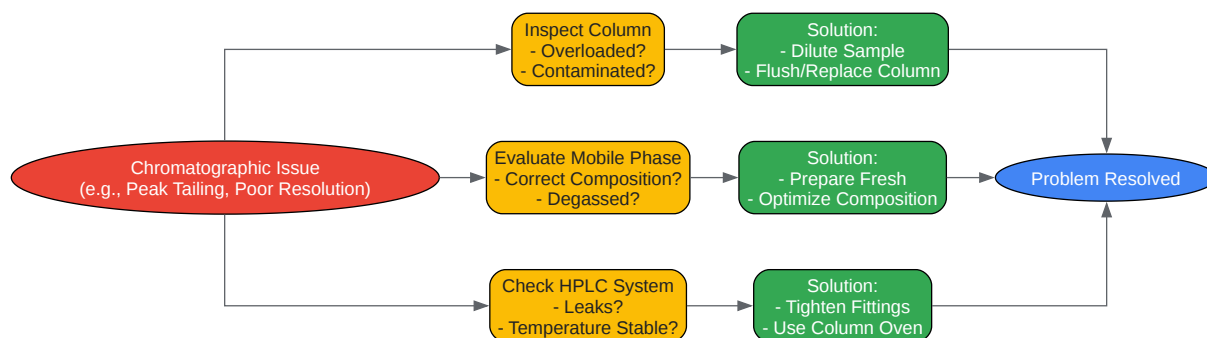 Inspect Column
- Overloaded?
- Contaminated?
Solution:
- Dilute Sample
- Flush/Replace Column
Chromatographic Issue
(e.g., Peak Tailing, Poor Resolution)
Evaluate Mobile Phase
- Correct Composition?
- Degassed?
Solution:
- Prepare Fresh
- Optimize Composition
Problem Resolved
Check HPLC System
- Leaks?
- Temperature Stable?
Solution:
- Tighten Fittings
- Use Column Oven